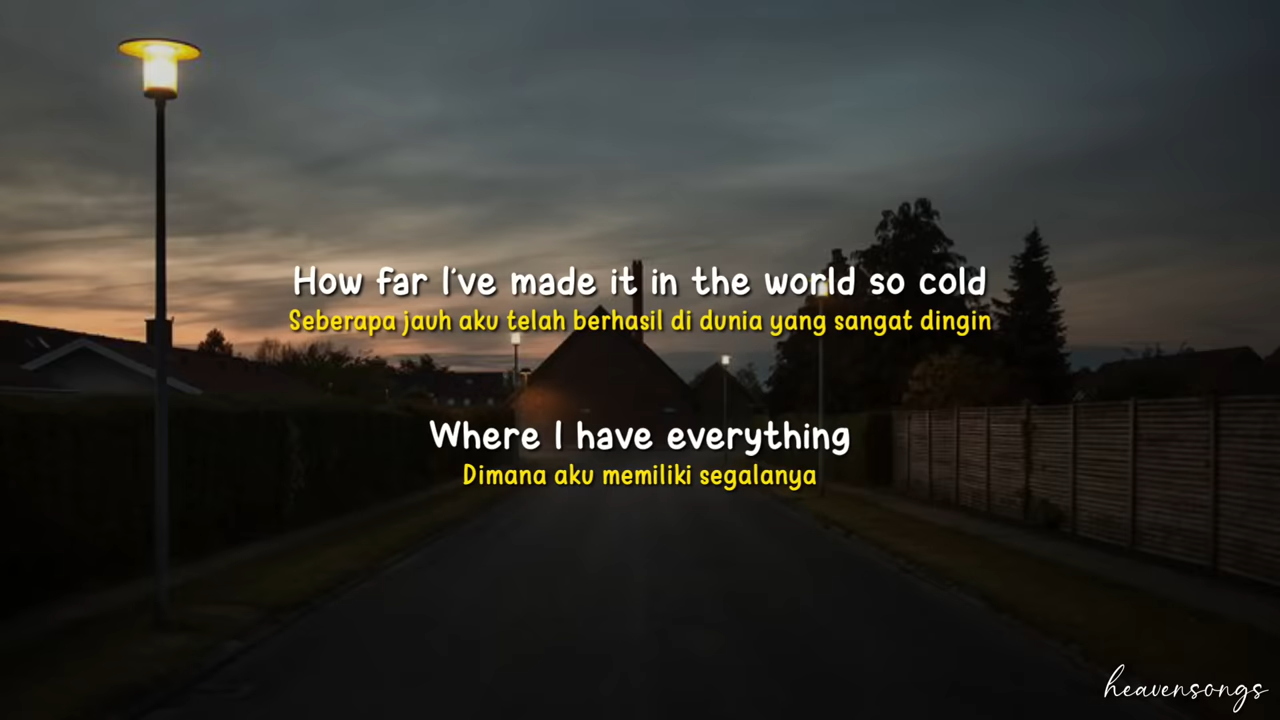 How far I've made it in the world so cold
Seberapa jauh aku telah berhasil di dunia yang sangat dingin
Where I have everything
Dimana aku memiliki segalanya
heavensongs